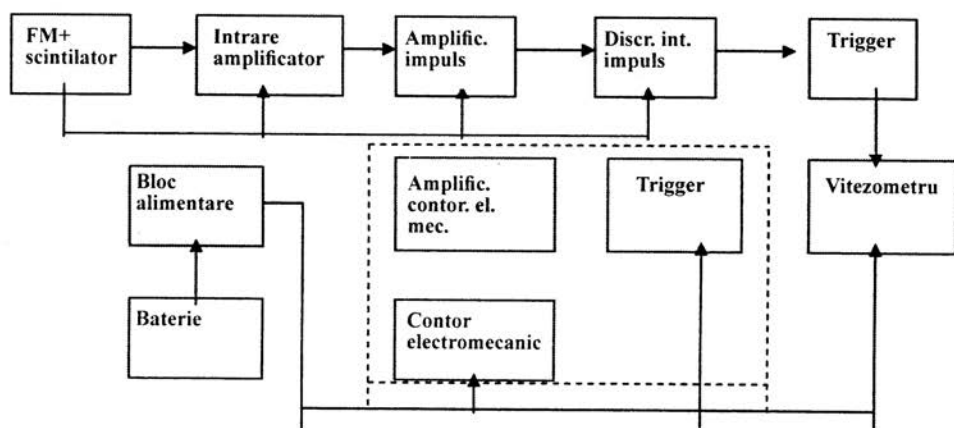 FM+
scintilator
Intrare
amplificator
Amplific.
impuls
Discr. int.
impuls
Trigger
Bloc
alimentare
Amplific.
contor. el.
mec.
Trigger
Vitezometru
Baterie
Contor
electromecanic